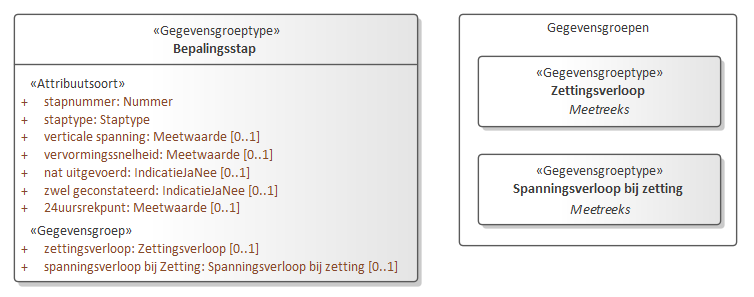 «Gegevensgroeptype»
Bepalingsstap
«Attribuutsoort»
+ stapnummer: Nummer
+ staptype: Staptype
+ verticale spanning: Meetwaarde [0..1]
+ vervormingssnelheid: Meetwaarde [0..1]
+ nat uitgevoerd: IndicatieJaNee [0..1]
+ zwel geconstateerd: IndicatieJaNee [0..1]
+ 24uursrekpunt: Meetwaarde [0..1]
«Gegevensgroep»
+ zettingsverloop: Zettingsverloop [0..1]
+ spanningsverloop bij Zetting: Spanningsverloop bij zetting [0..1]
Gegevensgroepen
«Gegevensgroeptype»
Zettingsverloop
Meetreeks
«Gegevensgroeptype»
Spanningsverloop bij zetting
Meetreeks